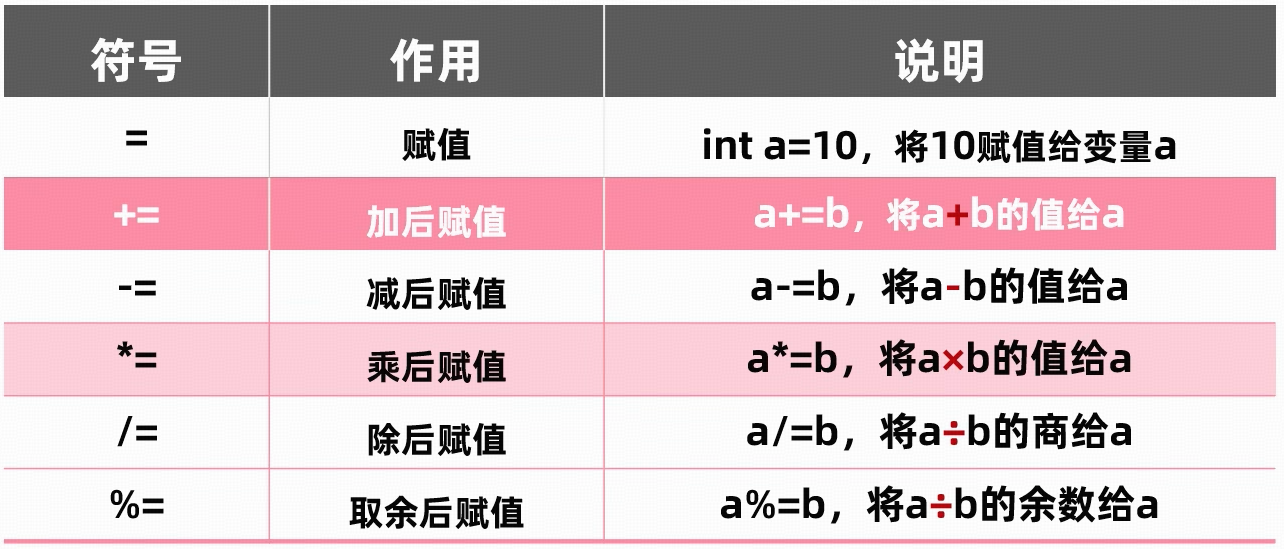 符号 作用 说明
= 赋值 int a=10，将10赋值给变量a
+= 加后赋值 a+=b，将a+b的值给a
-= 减后赋值 a-=b，将a-b的值给a
*= 乘后赋值 a*=b，将a×b的值给a
/= 除后赋值 a/=b，将a÷b的商给a
%= 取余后赋值 a%=b，将a÷b的余数给a